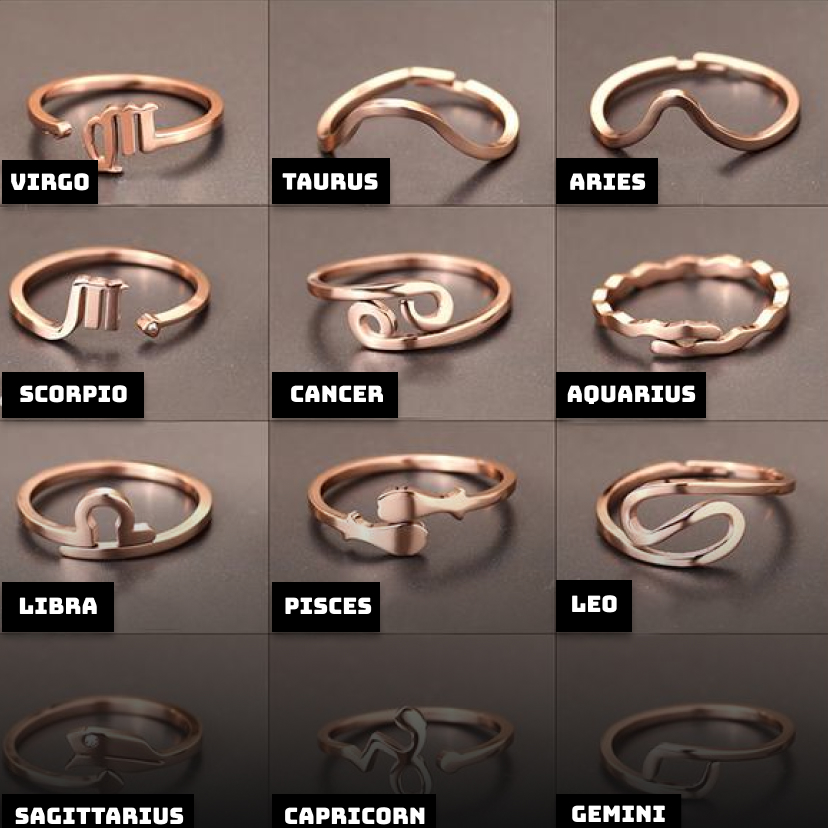 VIRGO
TAURUS
ARIES
SCORPIO
CANCER
AQUARIUS
LIBRA
PISCES
LEO
SAGITTARIUS
CAPRICORN
GEMINI